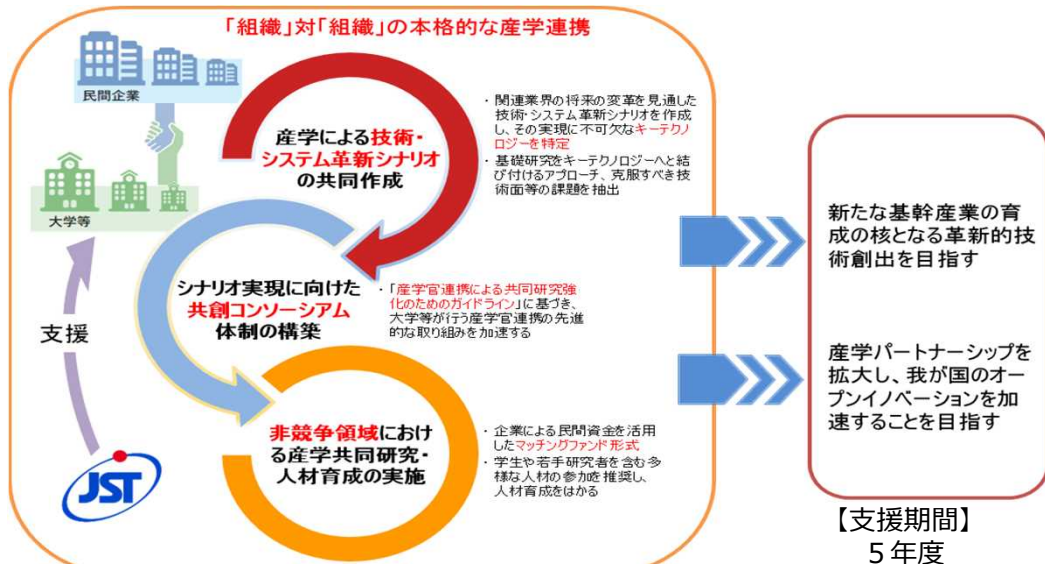 「組織」対「組織」の本格的な産学連携
民間企業
大学等
支援
JST
産学による技術・
システム革新シナリオ
の共同作成
・関連業界の将来の変革を見通した
技術・システム革新シナリオを作成
し、その実現に不可欠なキーテクノ
ロジーを特定
・基礎研究をキーテクノロジーへと結
び付けるアプローチ、克服すべき技
術面等の課題を抽出
シナリオ実現に向けた
共創コンソーシアム
体制の構築
・「産学官連携による共同研究強
化のためのガイドライン」に基づき、
大学等が行う産学官連携の先進
的な取り組みを加速する
非競争領域におけ
る産学共同研究・
人材育成の実施
・企業による民間資金を活用
したマッチングファンド形式
・学生や若手研究者を含む多
様な人材の参加を推奨し、
人材育成をはかる
新たな基幹産業の育
成の核となる革新的技
術創出を目指す
産学パートナーシップを
拡大し、我が国のオー
プンイノベーションを加
速することを目指す
【支援期間】
5年度